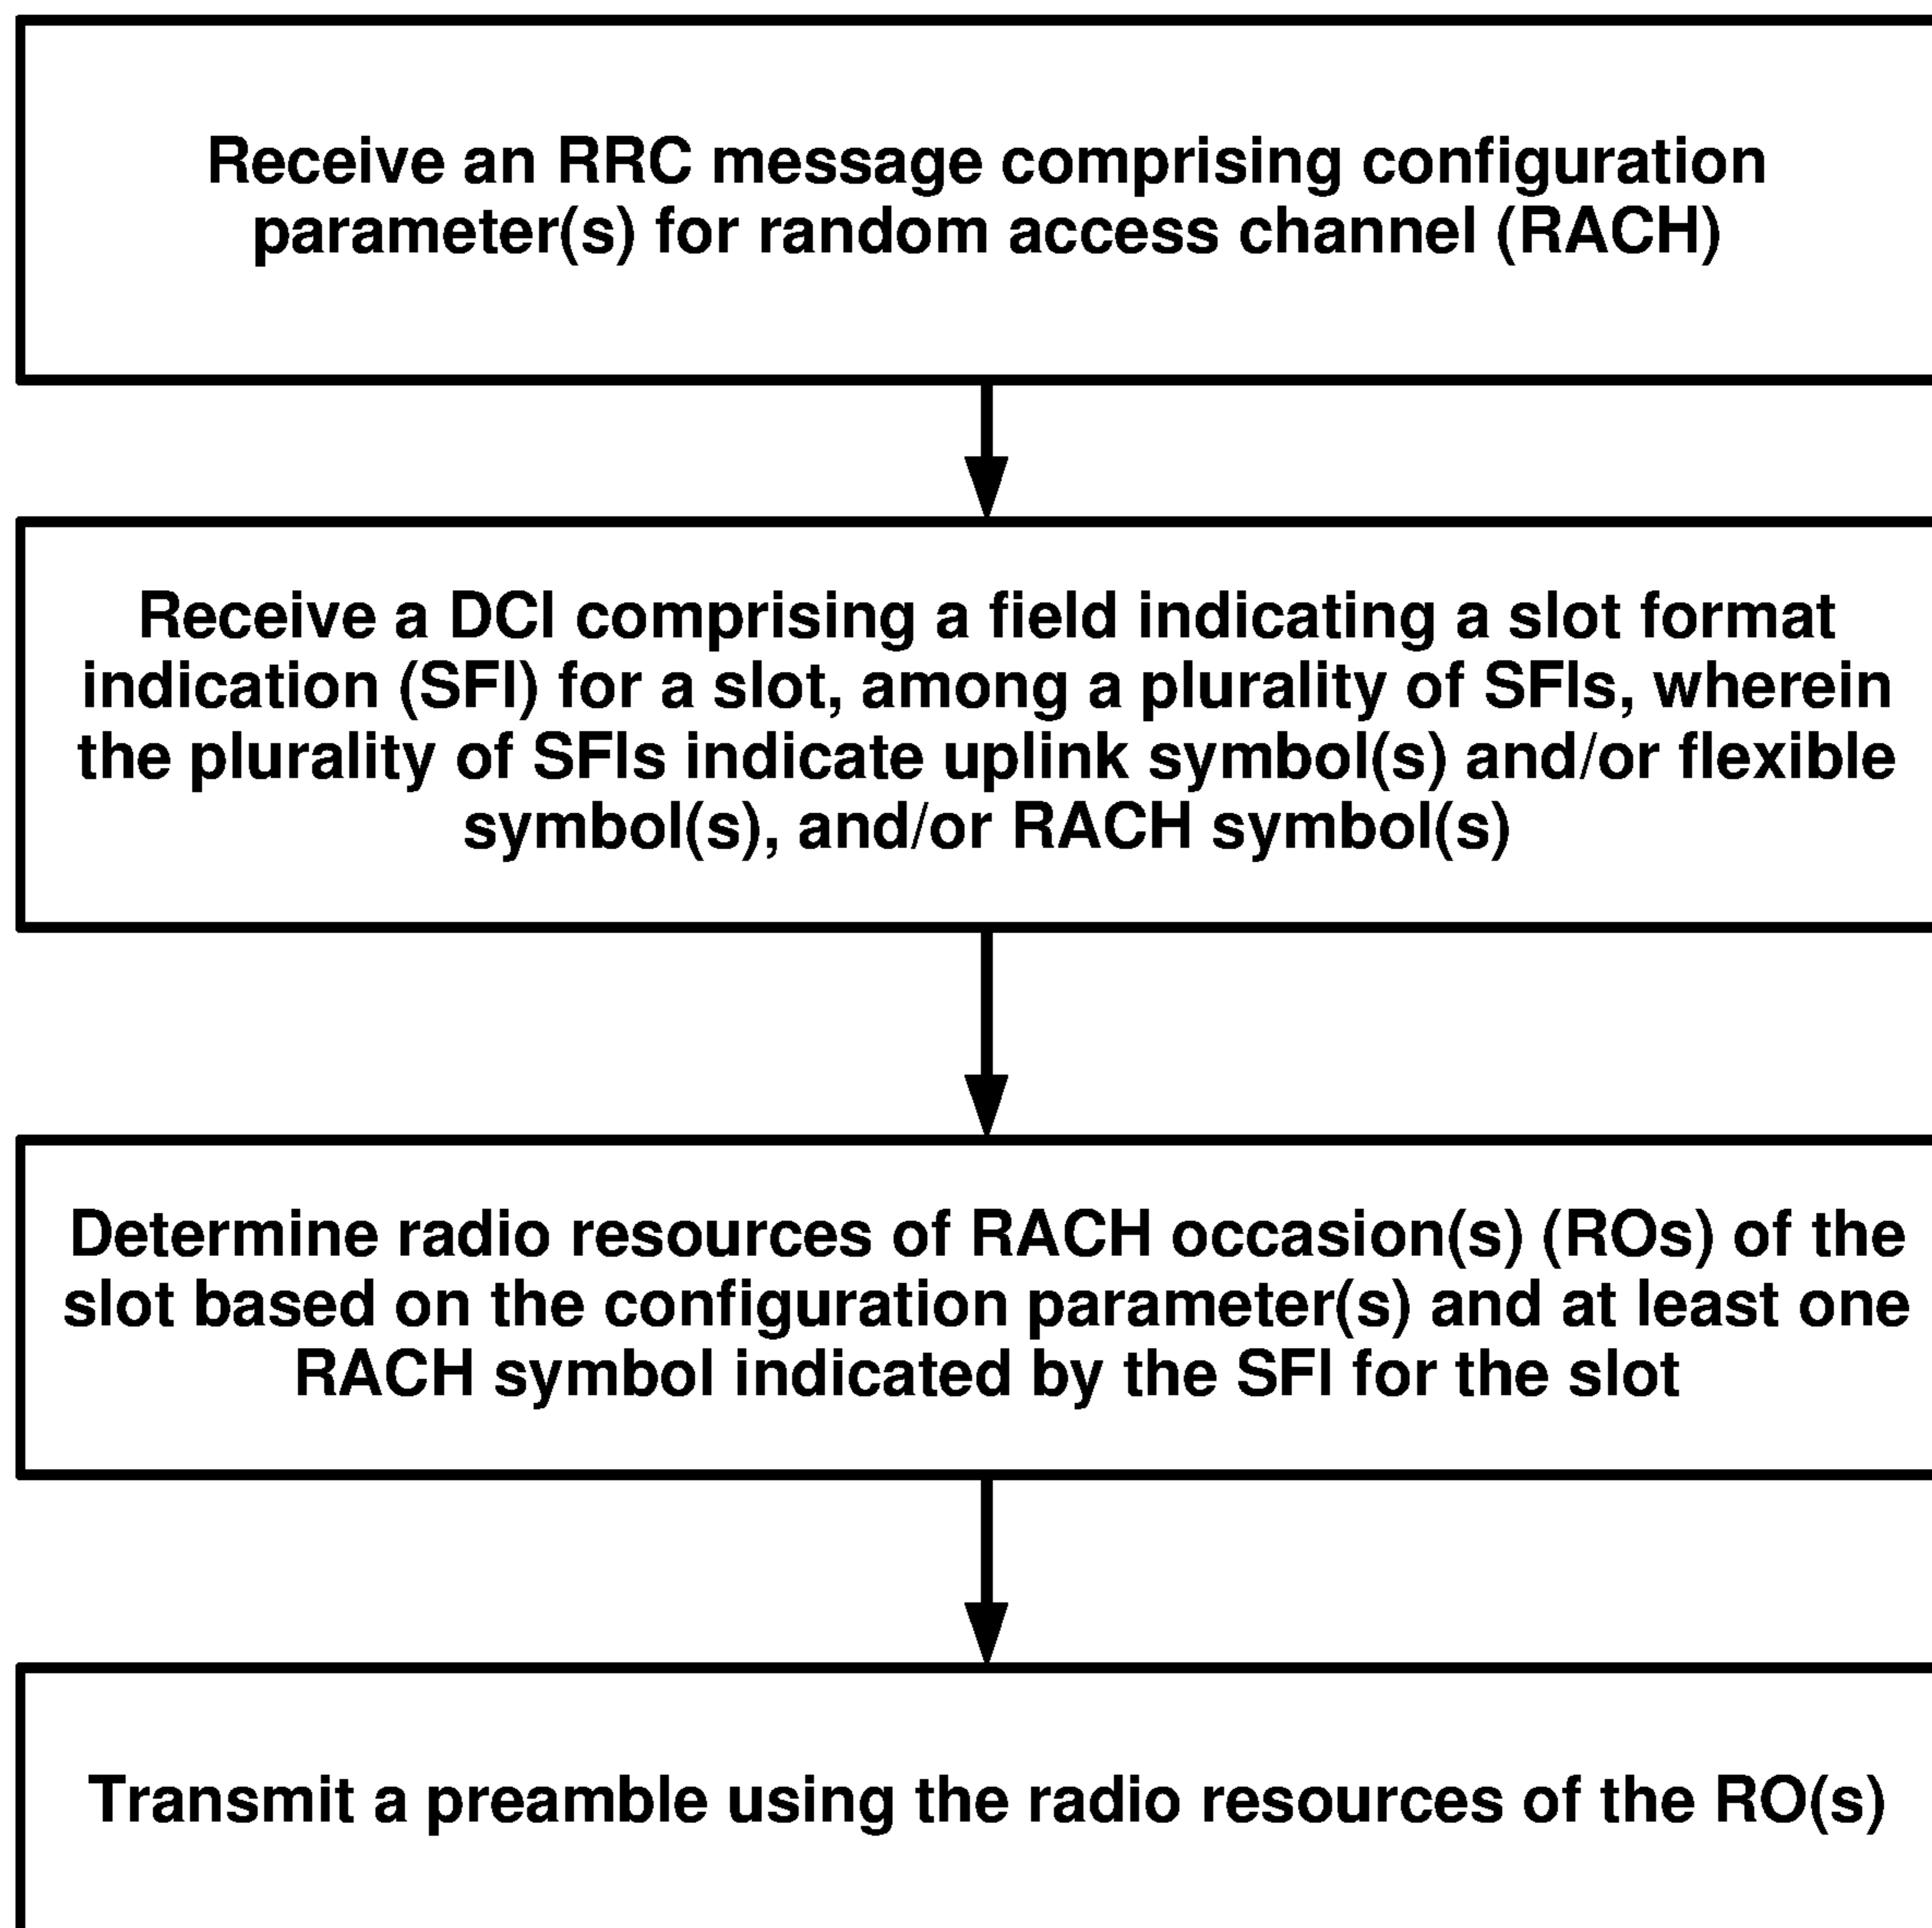 Receive an RRC message comprising configuration
parameter(s) for random access channel (RACH)
Receive a DCI comprising a field indicating a slot format
indication (SFI) for a slot, among a plurality of SFIs, wherein
the plurality of SFIs indicate uplink symbol(s) and/or flexible
symbol(s), and/or RACH symbol(s)
Determine radio resources of RACH occasion(s) (ROs) of the
slot based on the configuration parameter(s) and at least one
RACH symbol indicated by the SFI for the slot
Transmit a preamble using the radio resources of the RO(s)